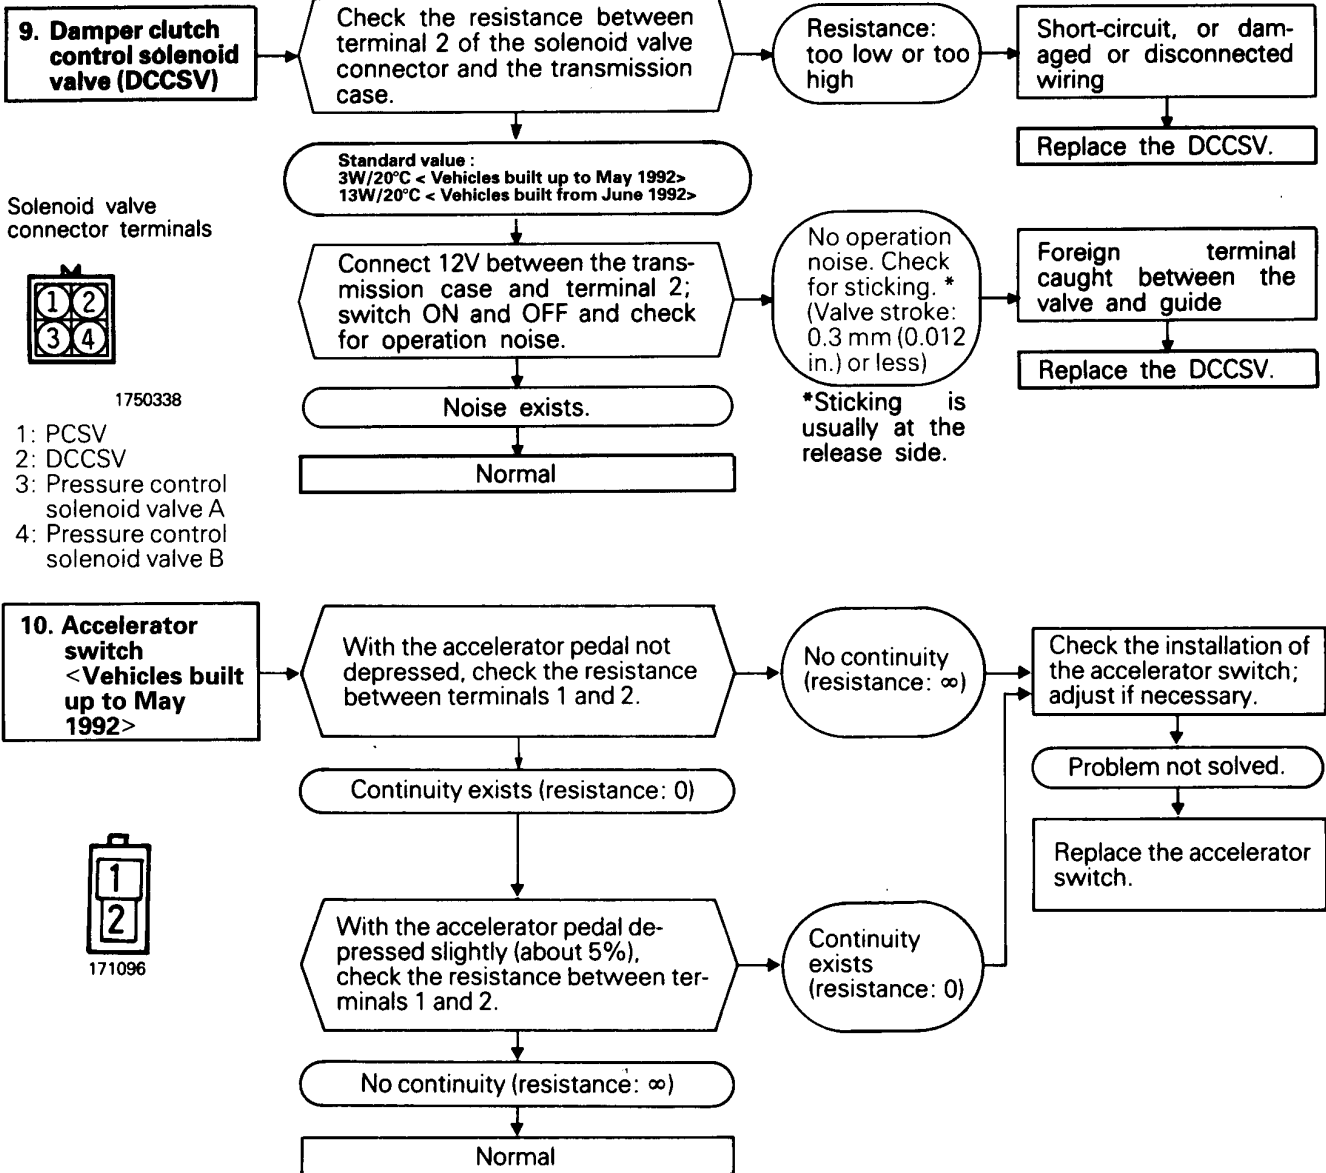 9. Damper clutch
control solenoid
valve (DCCSV)
Check the resistance between
terminal 2 of the solenoid valve
connector and the transmission
case.
Resistance:
too low or too
high
Short-circuit, or dam-
aged or disconnected
wiring
Replace the DCCSV.
Standard value :
3W/20°C < Vehicles built up to May 1992>
13W/20°C < Vehicles built from June 1992>
Solenoid valve
connector terminals
1 2
3 4
1750338
1: PCSV
2: DCCSV
3: Pressure control
solenoid valve A
4: Pressure control
solenoid valve B
Connect 12V between the trans-
mission case and terminal 2;
switch ON and OFF and check
for operation noise.
No operation
noise. Check
for sticking. *
(Valve stroke:
0.3 mm (0.012
in.) or less)
*Sticking is
usually at the
release side.
Foreign terminal
caught between the
valve and guide
Replace the DCCSV.
Noise exists.
Normal
10. Accelerator
switch
<Vehicles built
up to May
1992>
With the accelerator pedal not
depressed, check the resistance
between terminals 1 and 2.
No continuity
(resistance: ∞)
Check the installation of
the accelerator switch;
adjust if necessary.
Problem not solved.
Replace the accelerator
switch.
Continuity exists (resistance: 0)
1
2
171096
With the accelerator pedal de-
pressed slightly (about 5%),
check the resistance between ter-
minals 1 and 2.
Continuity
exists
(resistance: 0)
No continuity (resistance: ∞)
Normal